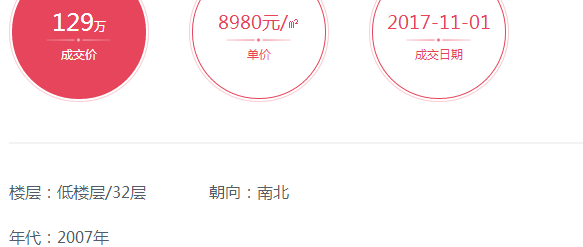 129万 8980元/㎡ 2017-11-01
成交价 单价 成交日期
楼层：低楼层/32层 朝向：南北
年代：2007年